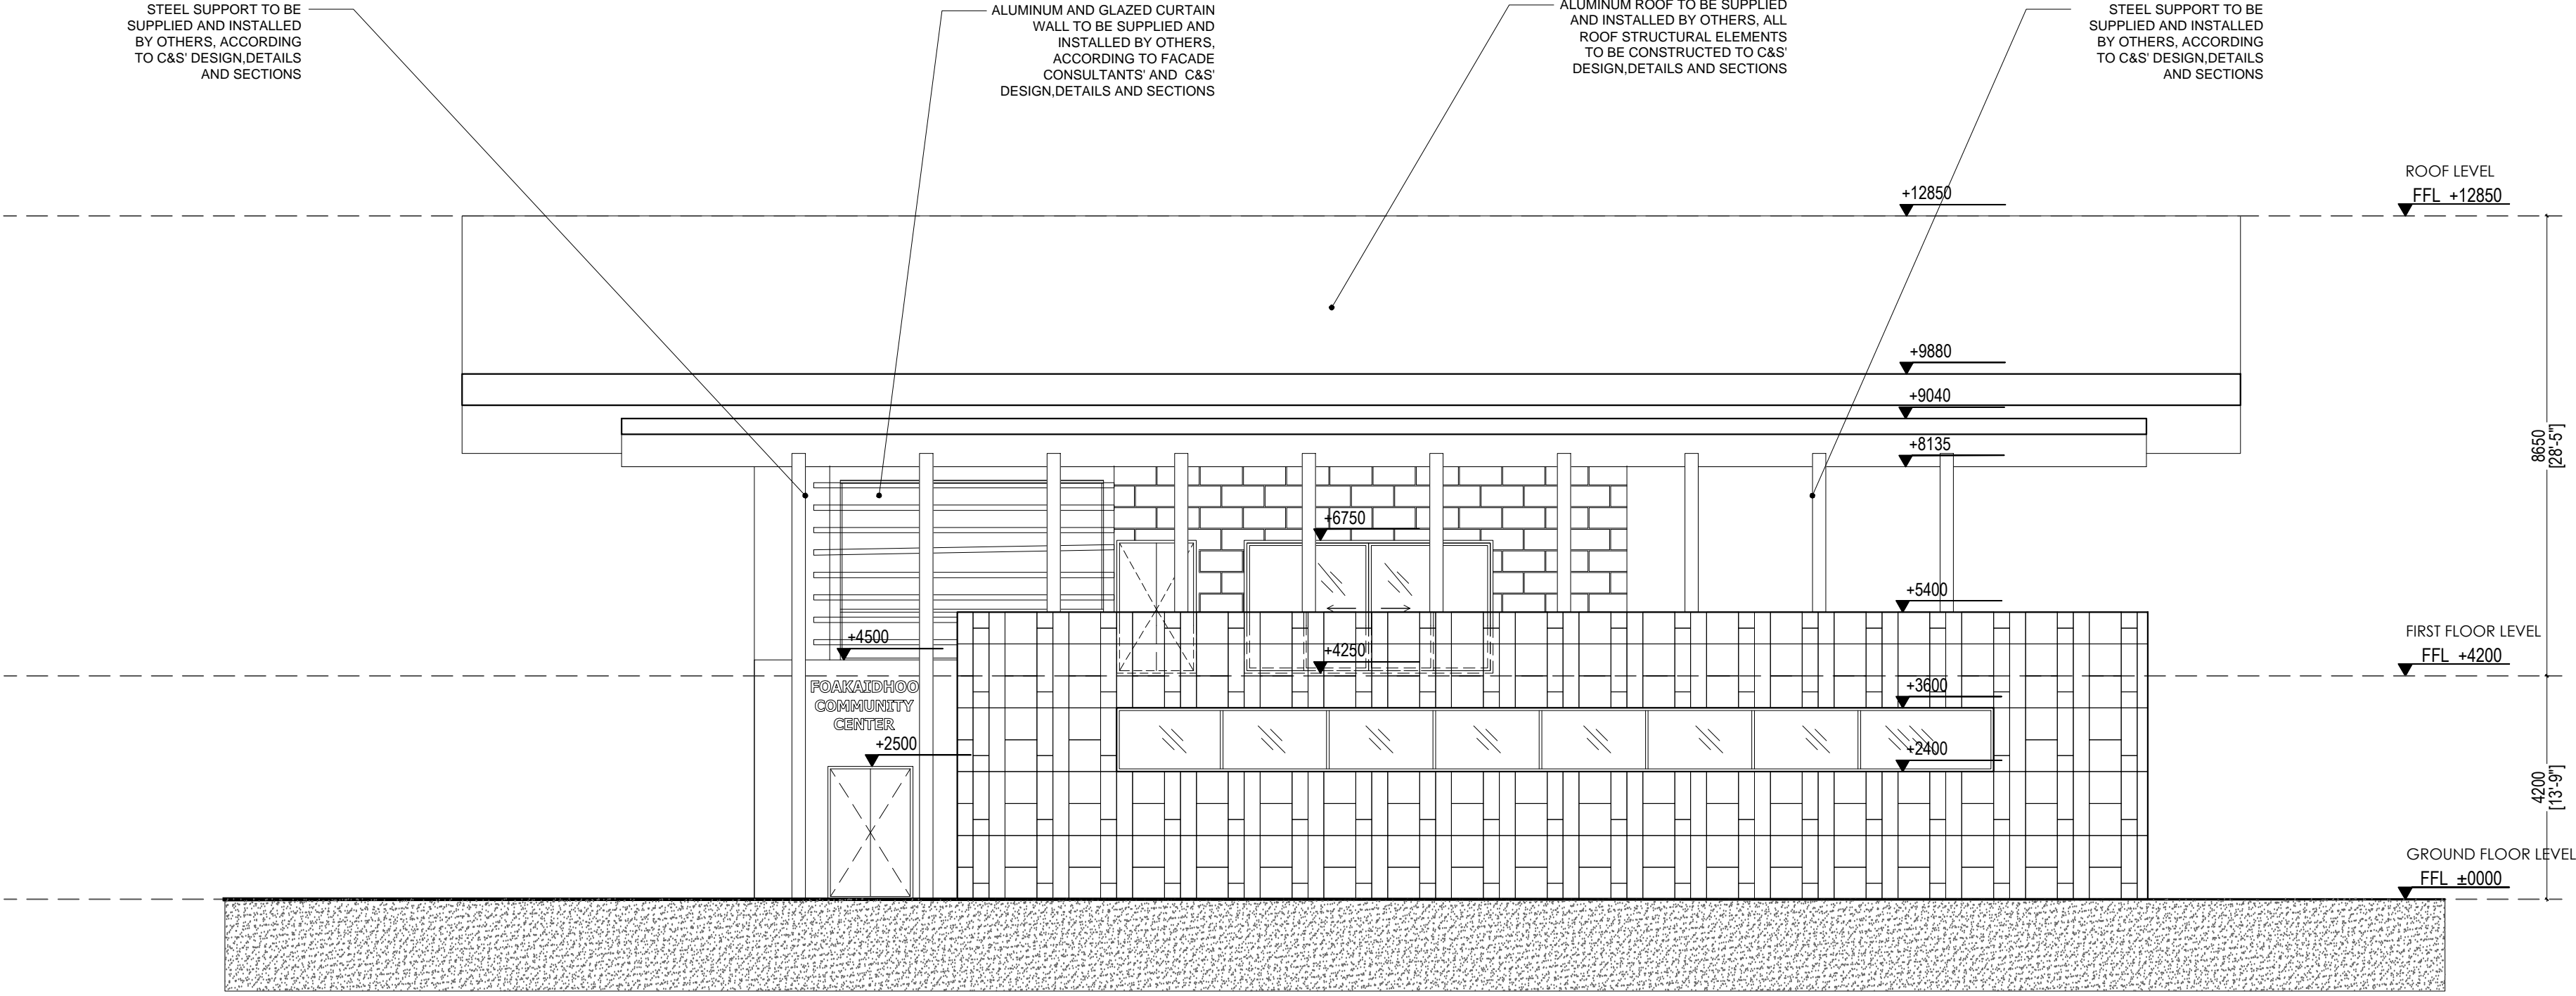 STEEL SUPPORT TO BE
SUPPLIED AND INSTALLED
BY OTHERS, ACCORDING
TO C&S' DESIGN,DETAILS
AND SECTIONS
ALUMINUM AND GLAZED CURTAIN
WALL TO BE SUPPLIED AND
INSTALLED BY OTHERS,
ACCORDING TO FACADE
CONSULTANTS' AND C&S'
DESIGN,DETAILS AND SECTIONS
ALUMINUM ROOF TO BE SUPPLIED
AND INSTALLED BY OTHERS, ALL
ROOF STRUCTURAL ELEMENTS
TO BE CONSTRUCTED TO C&S'
DESIGN,DETAILS AND SECTIONS
STEEL SUPPORT TO BE
SUPPLIED AND INSTALLED
BY OTHERS, ACCORDING
TO C&S' DESIGN,DETAILS
AND SECTIONS
ROOF LEVEL
FFL +12850
+12850
+9880
+9040
+8135
8650
[28'-5"]
+6750
+5400
+4500
+4250
FIRST FLOOR LEVEL
FFL +4200
FOAKAIDHOO
COMMUNITY
CENTER
+3600
+2500
+2400
4200
[13'-9"]
GROUND FLOOR LEVEL
FFL ±0000